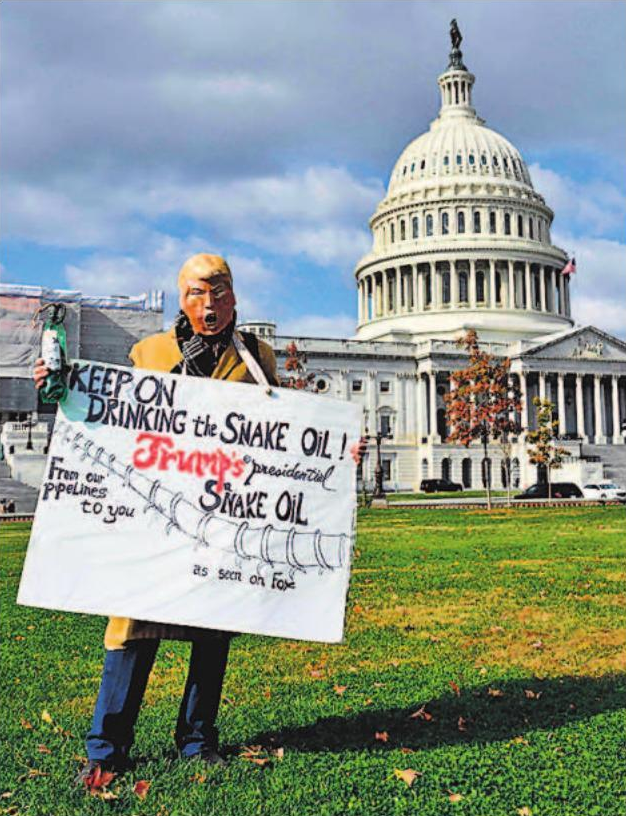 KEEP ON
DRINKING the SNAKE OIL!
Trump's presidential
SNAKE OIL
From our
pipelines
to you
as seen on Fox